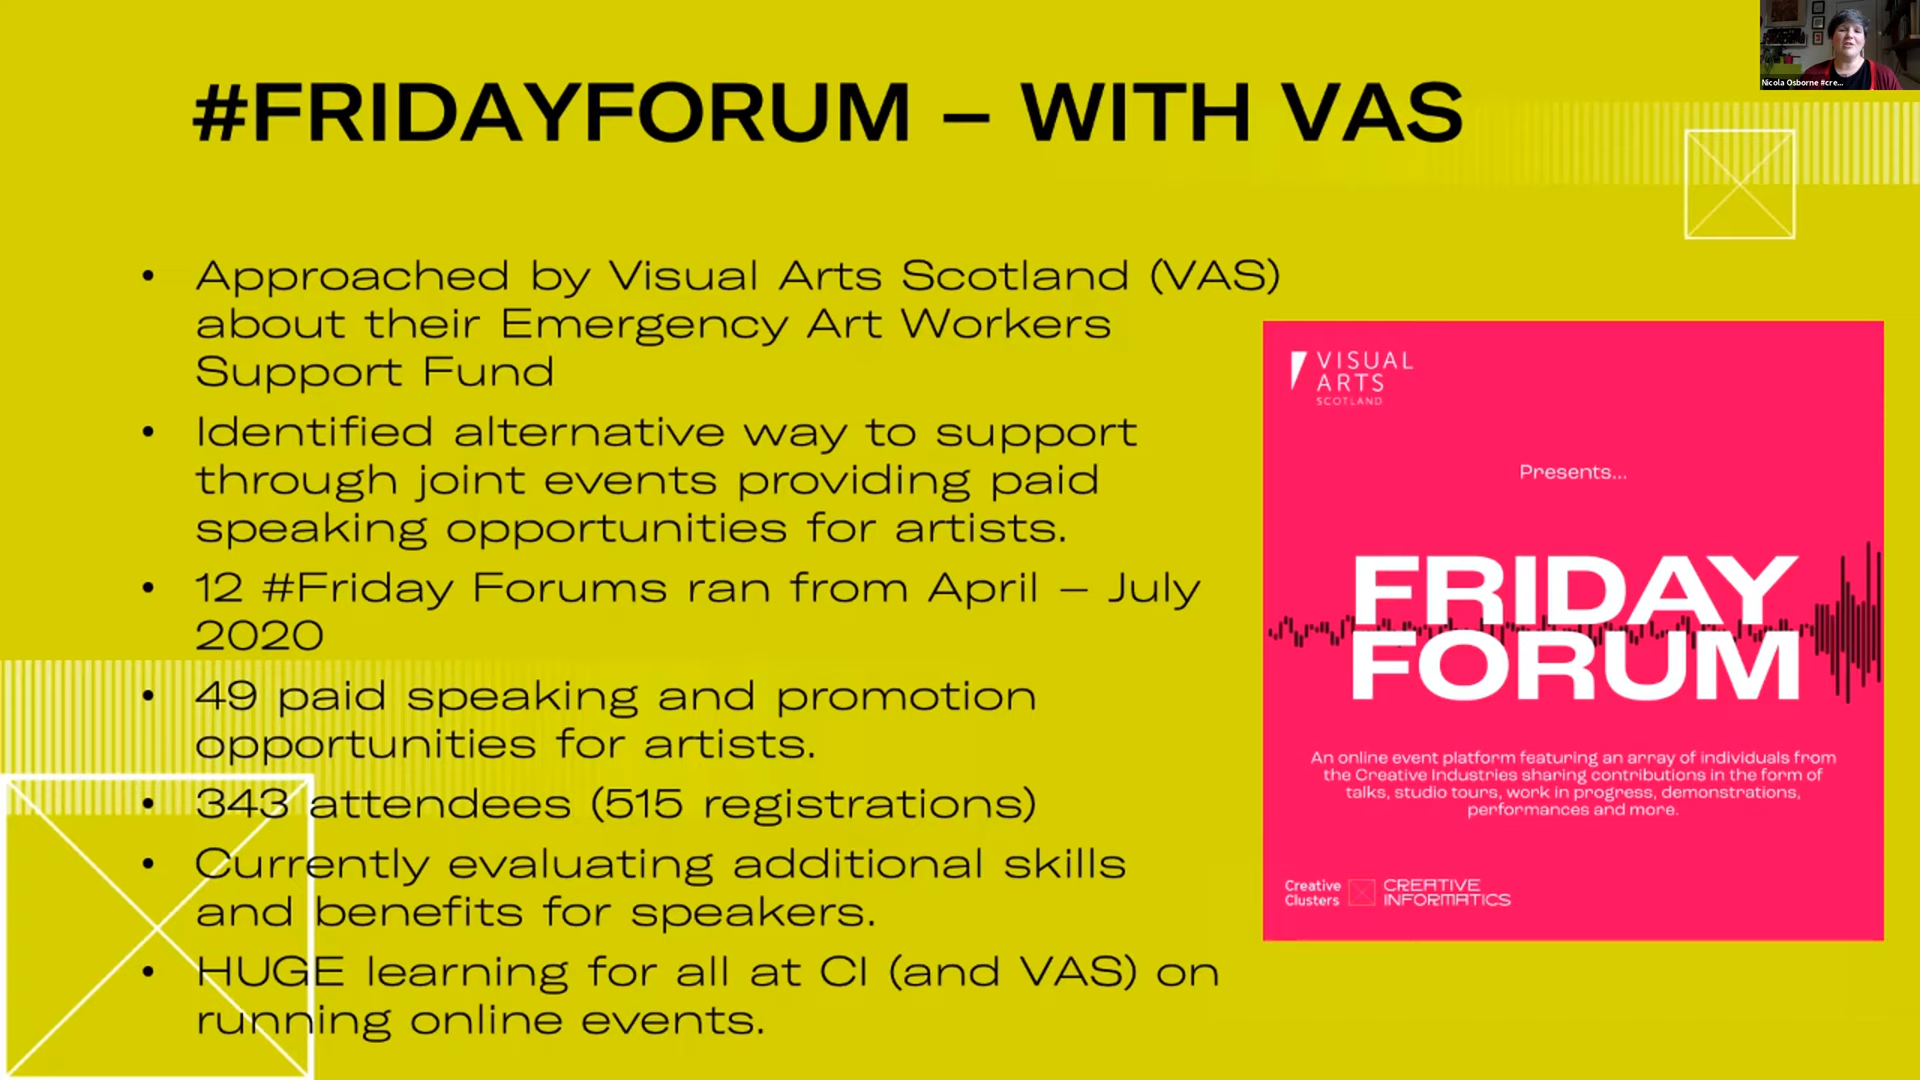 Nicola Osborne #cre...
#FRIDAYFORUM – WITH VAS
• Approached by Visual Arts Scotland (VAS)
about their Emergency Art Workers
Support Fund
• Identified alternative way to support
through joint events providing paid
speaking opportunities for artists.
• 12 #Friday Forums ran from April – July
2020
• 49 paid speaking and promotion
opportunities for artists.
• 343 attendees (515 registrations)
• Currently evaluating additional skills
and benefits for speakers.
• HUGE learning for all at CI (and VAS) on
running online events.
VISUAL
ARTS
SCOTLAND
Presents...
FRIDAY
FORUM
An online event platform featuring an array of individuals from
the Creative Industries sharing contributions in the form of
talks, studio tours, work in progress, demonstrations,
performances and more.
Creative
Clusters
CREATIVE
INFORMATICS